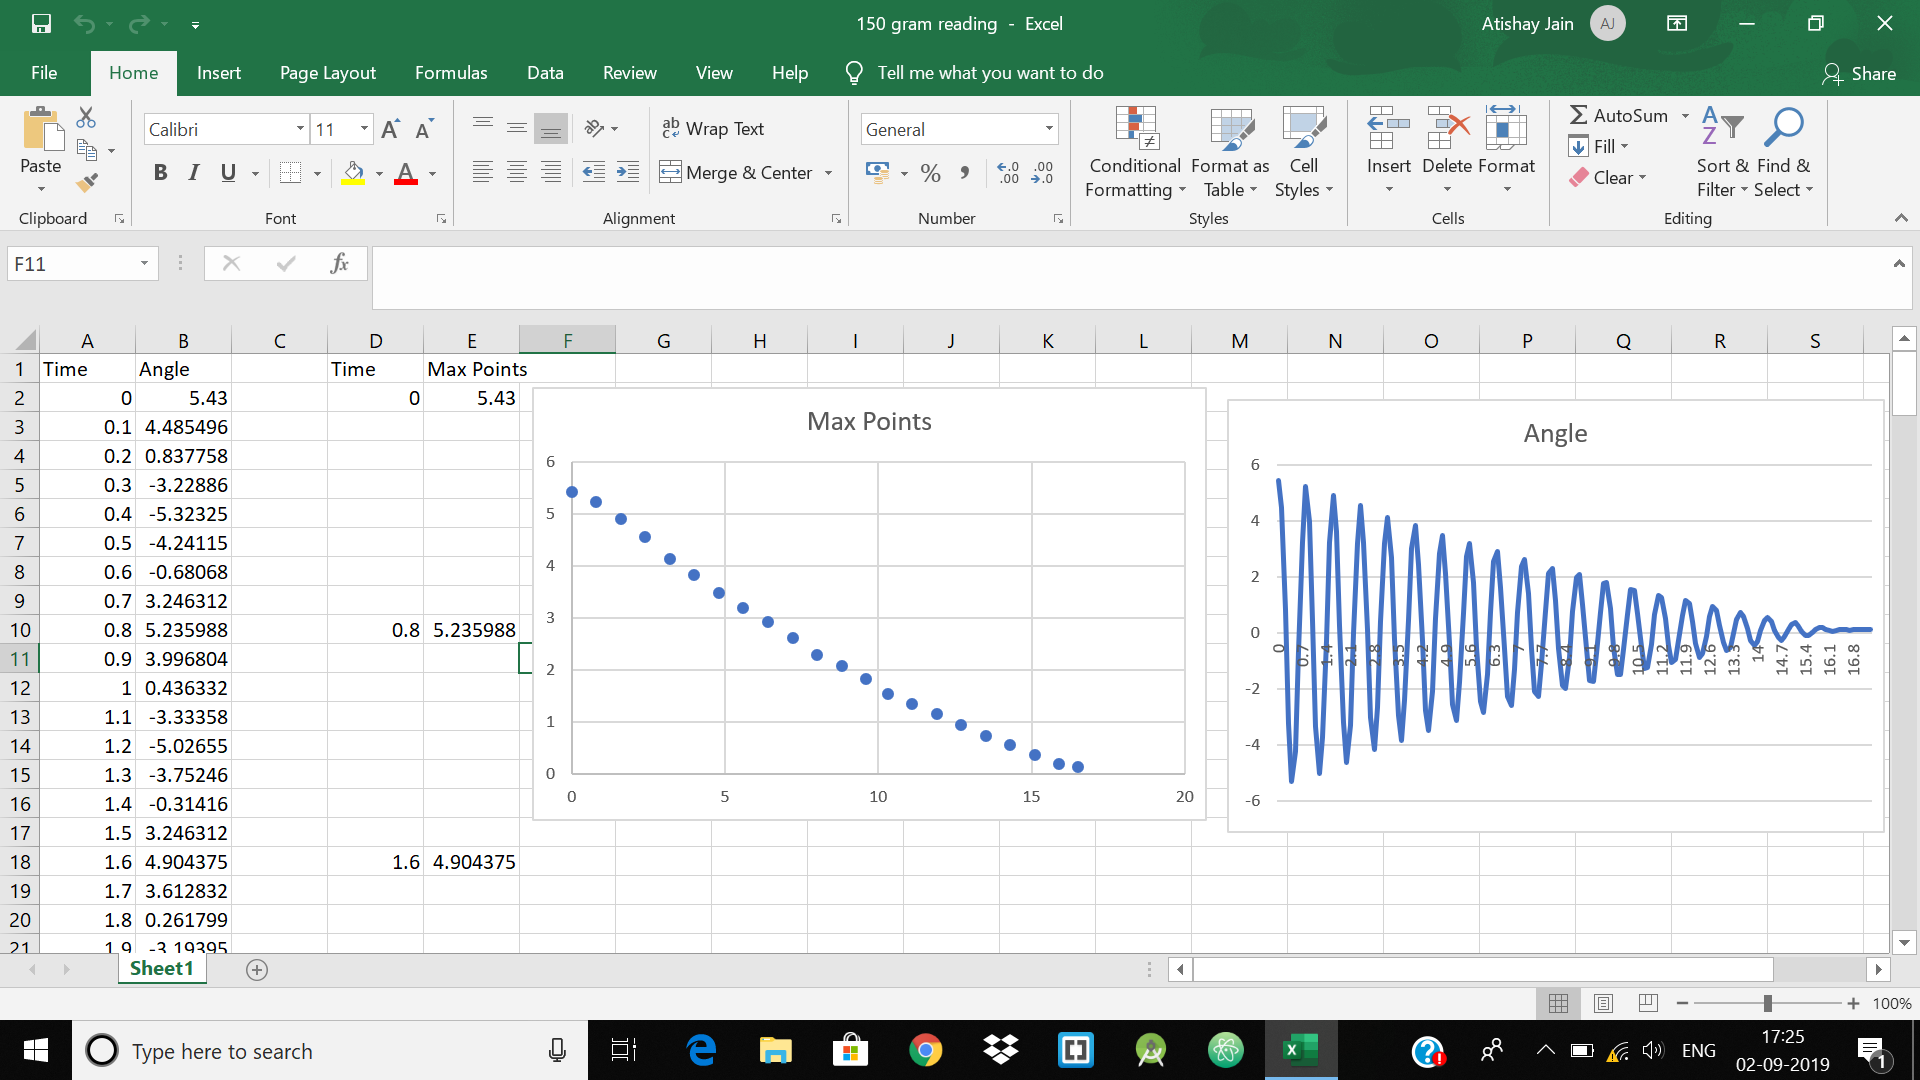 150 gram reading - Excel
Atishay Jain
AJ
File Home Insert Page Layout Formulas Data Review View Help Tell me what you want to do
Share
Paste
Clipboard
Calibri 11
A A
B I U A
Font
ab Wrap Text
Merge & Center
Alignment
General
% , .0 .00 .00 .0
Number
Conditional Formatting
Format as Table
Cell Styles
Styles
Insert Delete Format
Cells
AutoSum
Fill
Clear
Sort & Filter
Find & Select
Editing
F11
fx
A B C D E F G H I J K L M N O P Q R S
1 Time Angle Time Max Points
2 0 5.43 0 5.43
3 0.1 4.485496
4 0.2 0.837758
5 0.3 -3.22886
6 0.4 -5.32325
7 0.5 -4.24115
8 0.6 -0.68068
9 0.7 3.246312
10 0.8 5.235988 0.8 5.235988
11 0.9 3.996804
12 1 0.436332
13 1.1 -3.33358
14 1.2 -5.02655
15 1.3 -3.75246
16 1.4 -0.31416
17 1.5 3.246312
18 1.6 4.904375 1.6 4.904375
19 1.7 3.612832
20 1.8 0.261799
21 1.9 -3.19395
Max Points
6
5
4
3
2
1
0
0 5 10 15 20
Angle
6
4
2
0
-2
-4
-6
0 0.7 1.4 2.1 2.8 3.5 4.2 4.9 5.6 6.3 7 7.7 8.4 9.1 9.8 10.5 11.2 11.9 12.6 13.3 14 14.7 15.4 16.1 16.8
Sheet1
100%
Type here to search
ENG
17:25
02-09-2019
1